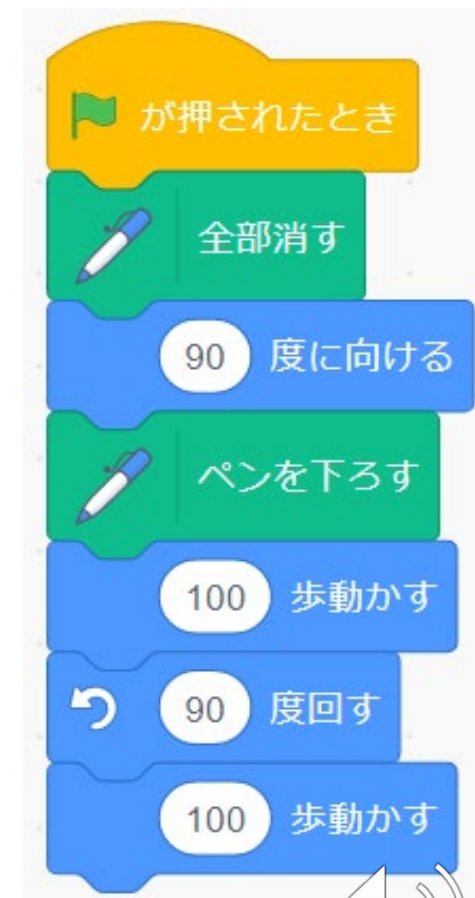 が押されたとき
全部消す
90 度に向ける
ペンを下ろす
100 歩動かす
90 度回す
100 歩動かす